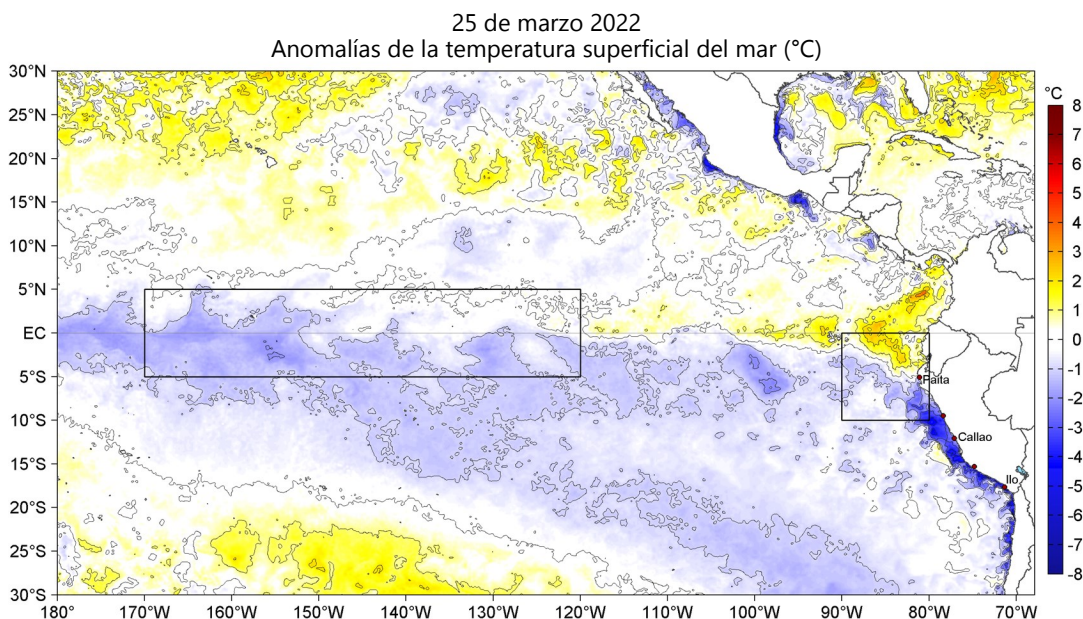 25 de marzo 2022
Anomalías de la temperatura superficial del mar (°C)
30°N
25°N
20°N
15°N
10°N
5°N
EC
5°S
10°S
15°S
20°S
25°S
30°S
180
170°W
160°W
150°W
140°W
130°W
120°W
110°W
100°W
90°W
80°W
70°W
Paita
Callao
Ilo
°C
8
7
6
5
4
3
2
1
0
-1
-2
-3
-4
-5
-6
-7
-8